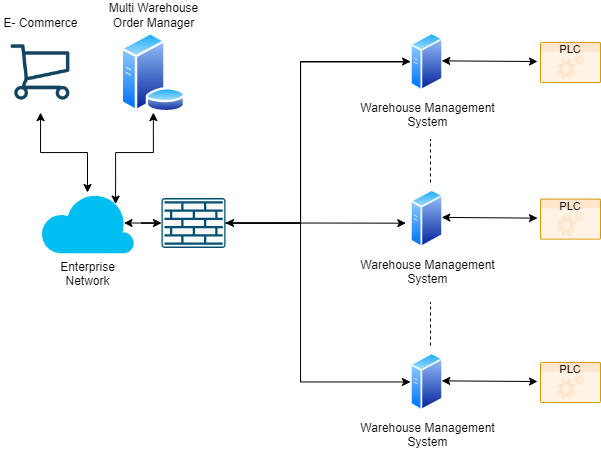 E- Commerce
Multi Warehouse
Order Manager
PLC
Warehouse Management
System
PLC
Enterprise
Network
Warehouse Management
System
PLC
Warehouse Management
System